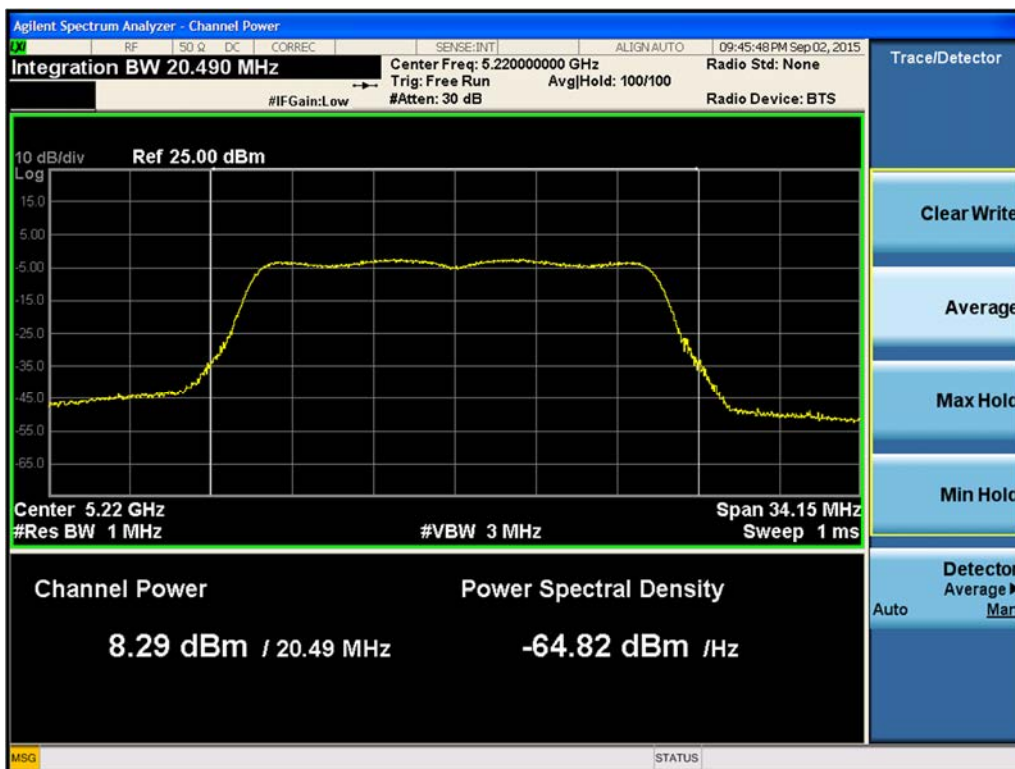 Agilent Spectrum Analyzer - Channel Power
LXI RF 50 Ω DC CORREC SENSE:INT ALIGN AUTO 09:45:48 PM Sep 02, 2015
Integration BW 20.490 MHz
Center Freq: 5.220000000 GHz
Radio Std: None
Trig: Free Run Avg|Hold: 100/100
#IFGain:Low
#Atten: 30 dB
Radio Device: BTS
10 dB/div Ref 25.00 dBm
Log
15.0
5.00
-5.00
-15.0
-25.0
-35.0
-45.0
-55.0
-65.0
Center 5.22 GHz Span 34.15 MHz
#Res BW 1 MHz #VBW 3 MHz Sweep 1 ms
Channel Power Power Spectral Density
8.29 dBm / 20.49 MHz -64.82 dBm /Hz
MSG STATUS
Trace/Detector
Clear Write
Average
Max Hold
Min Hold
Detector
Average
Auto Man